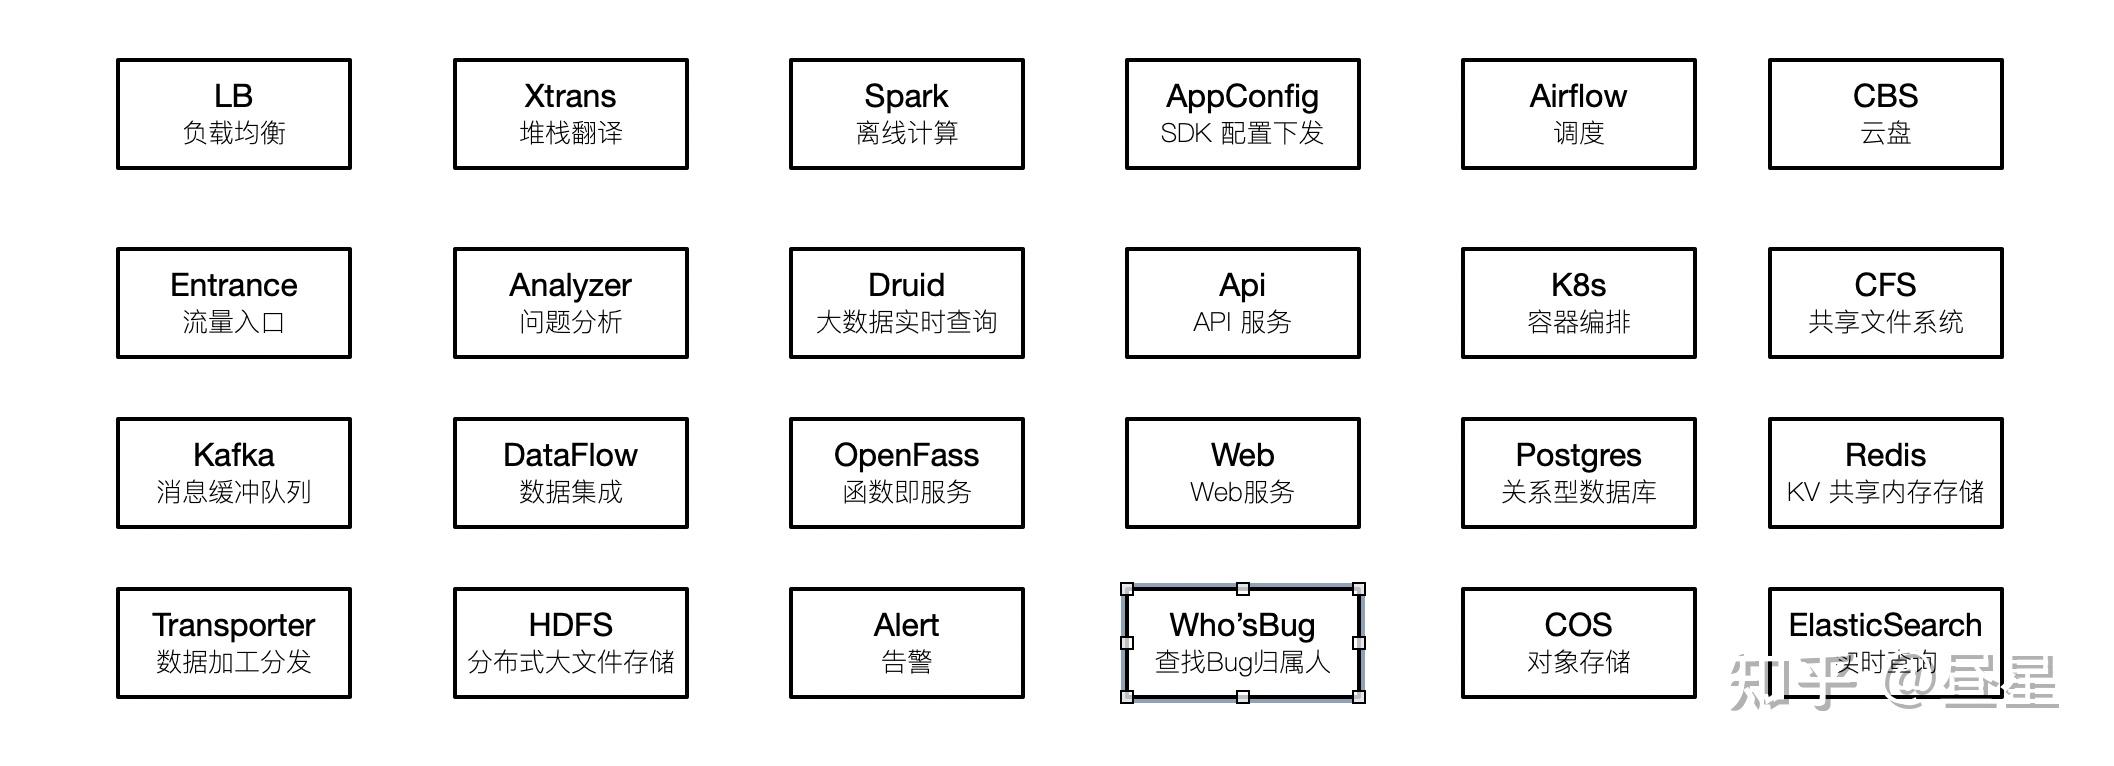 LB
负载均衡
Xtrans
堆栈翻译
Spark
离线计算
AppConfig
SDK 配置下发
Airflow
调度
CBS
云盘
Entrance
流量入口
Analyzer
问题分析
Druid
大数据实时查询
Api
API 服务
K8s
容器编排
CFS
共享文件系统
Kafka
消息缓冲队列
DataFlow
数据集成
OpenFass
函数即服务
Web
Web服务
Postgres
关系型数据库
Redis
KV 共享内存存储
Transporter
数据加工分发
HDFS
分布式大文件存储
Alert
告警
Who’sBug
查找Bug归属人
COS
对象存储
ElasticSearch
实时查询
知乎 @昼星